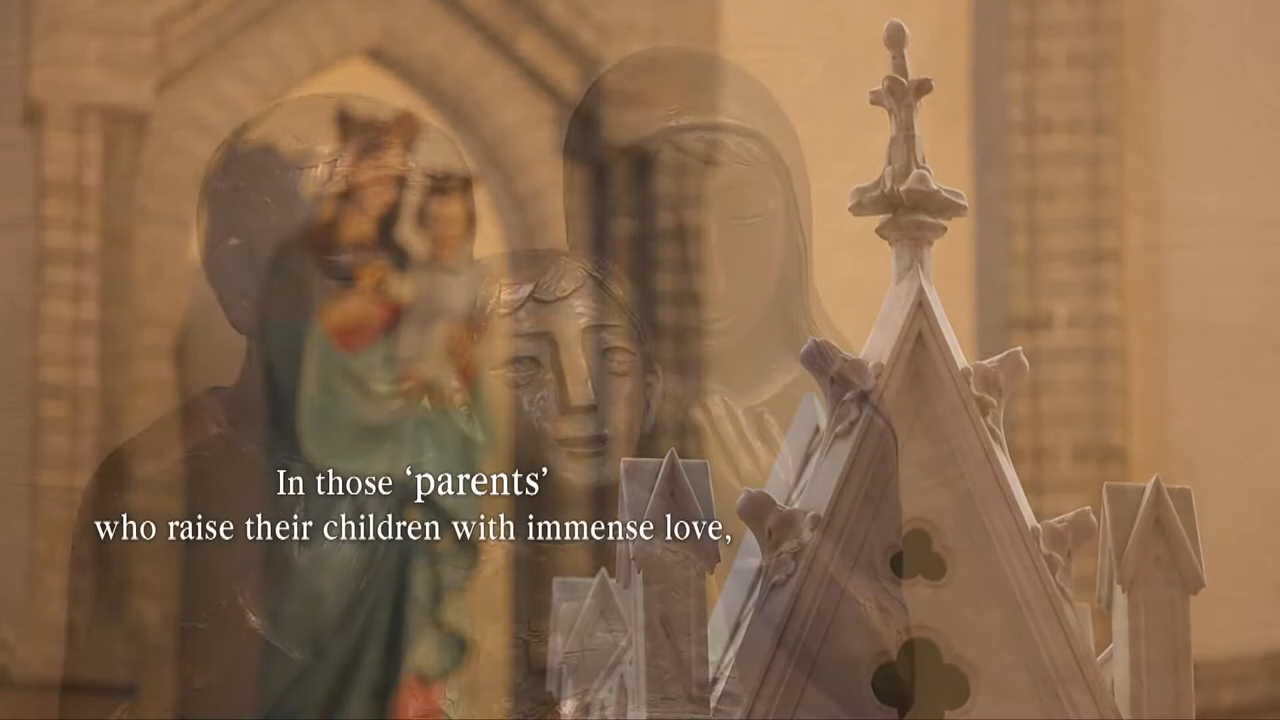 In those ‘parents’
who raise their children with immense love,